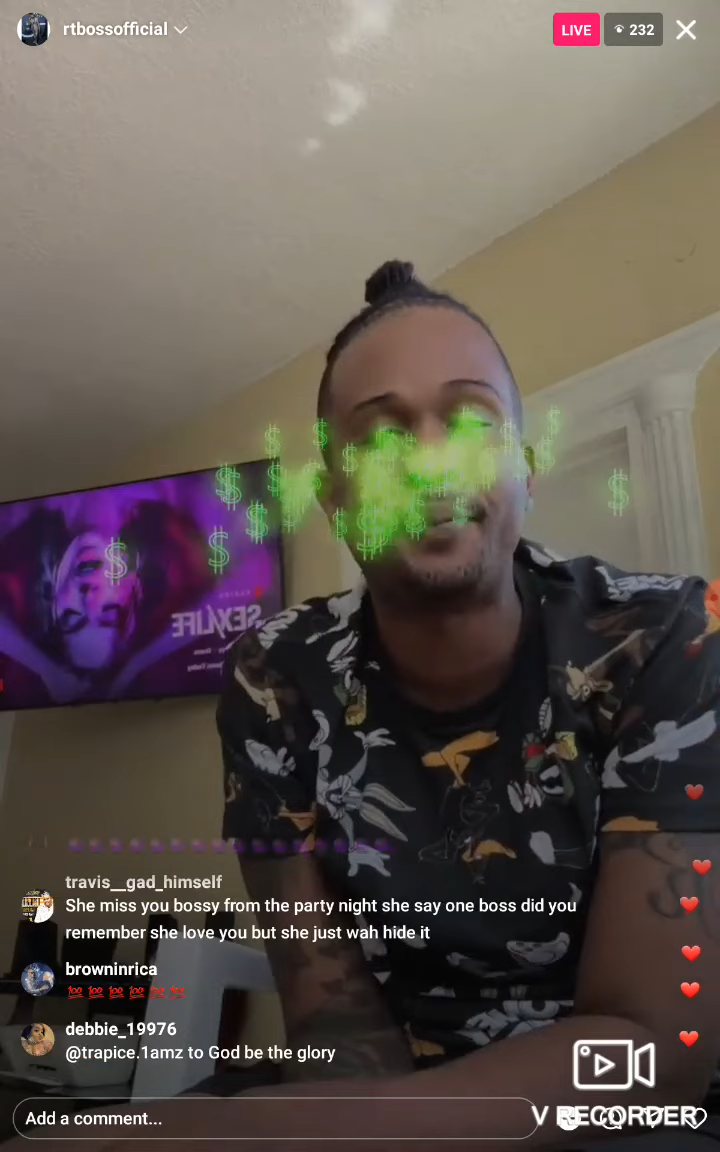 rtbossofficial
LIVE
232
SEX/LIFE
travis__gad_himself
She miss you bossy from the party night she say one boss did you
remember she love you but she just wah hide it
browninrica
💯 💯 💯 💯 💯 💯
debbie_19976
@trapice.1amz to God be the glory
Add a comment...
V RECORDER